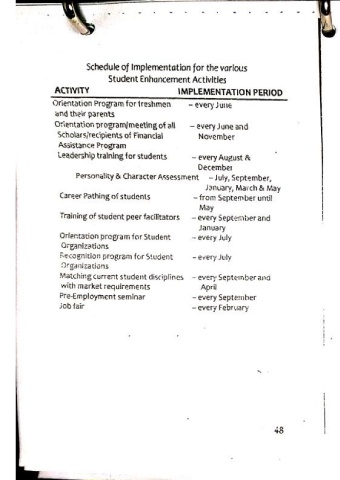 Schedule of Implementation for the various
Student Enhancement Activities
ACTIVITY IMPLEMENTATION PERIOD
Orientation Program for freshmen – every June
and their parents
Orientation program/meeting of all – every June and
Scholars/recipients of Financial November
Assistance Program
Leadership training for students – every August &
December
Personality & Character Assessment – July, September,
January, March & May
Career Pathing of students – from September until
May
Training of student peer facilitators – every September and
January
Orientation program for Student – every July
Organizations
Recognition program for Student – every July
Organizations
Matching current student disciplines – every September and
with market requirements April
Pre-Employment seminar – every September
Job fair – every February
48